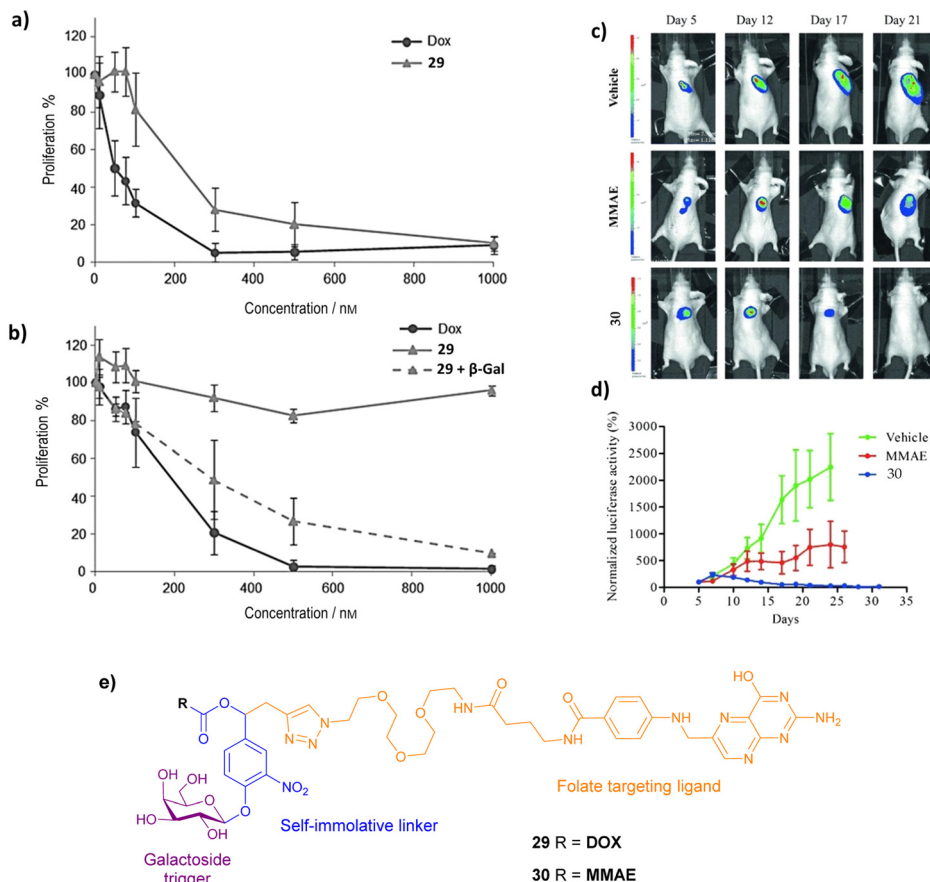 a)
120
100
80
60
40
20
0
Proliferation %
Dox
29
0 200 400 600 800 1000
Concentration / nM
b)
120
100
80
60
40
20
0
Proliferation %
Dox
29
29 + β-Gal
0 200 400 600 800 1000
Concentration / nM
c)
Day 5 Day 12 Day 17 Day 21
Vehicle
MMAE
30
d)
3000
2500
2000
1500
1000
500
0
Normalized luciferase activity (%)
Vehicle
MMAE
30
0 5 10 15 20 25 30 35
Days
e)
R
O
O
N
N
N
O
O
O
H
N
O
O
N
H
H
N
HO
N
N
N
N
NH2
NO2
HO
OH
O
HO
OH
O
Folate targeting ligand
Self-immolative linker
Galactoside
trigger
29 R = DOX
30 R = MMAE